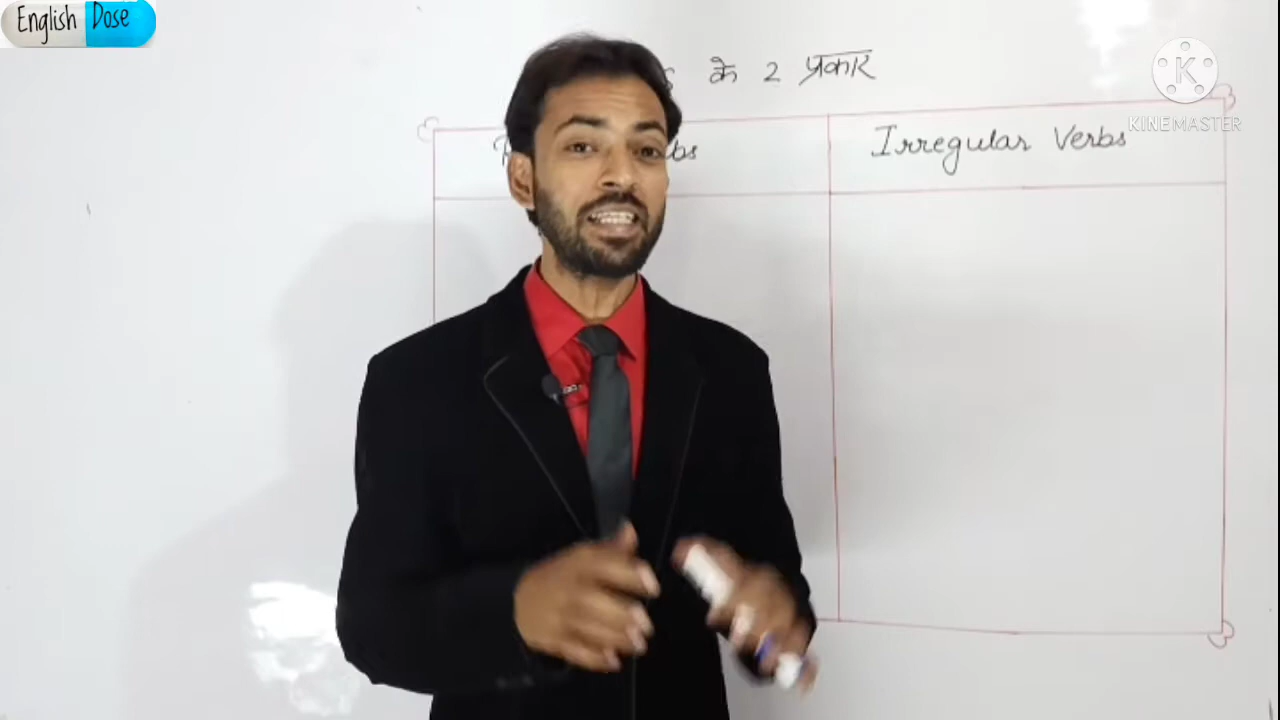 English Dose
के 2 प्रकार
Irregular Verbs
KINEMASTER